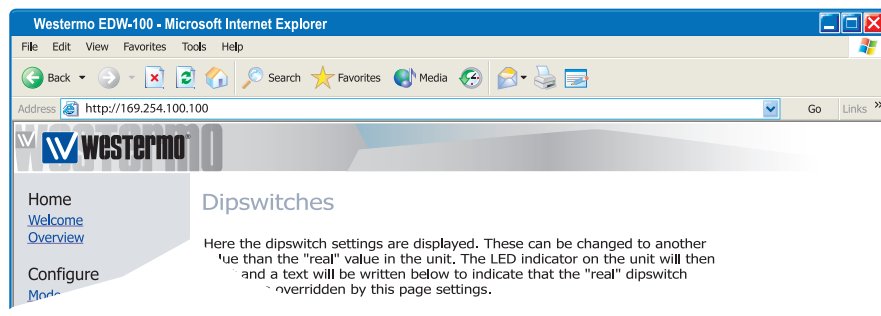 Westermo EDW-100 - Microsoft Internet Explorer
File Edit View Favorites Tools Help
Back Search Favorites Media
Address http://169.254.100.100 Go Links »
westermo®
Dipswitches
Home
Welcome
Overview
Configure
Here the dipswitch settings are displayed. These can be changed to another
than the "real" value in the unit. The LED indicator on the unit will then
and a text will be written below to indicate that the "real" dipswitch
overridden by this page settings.